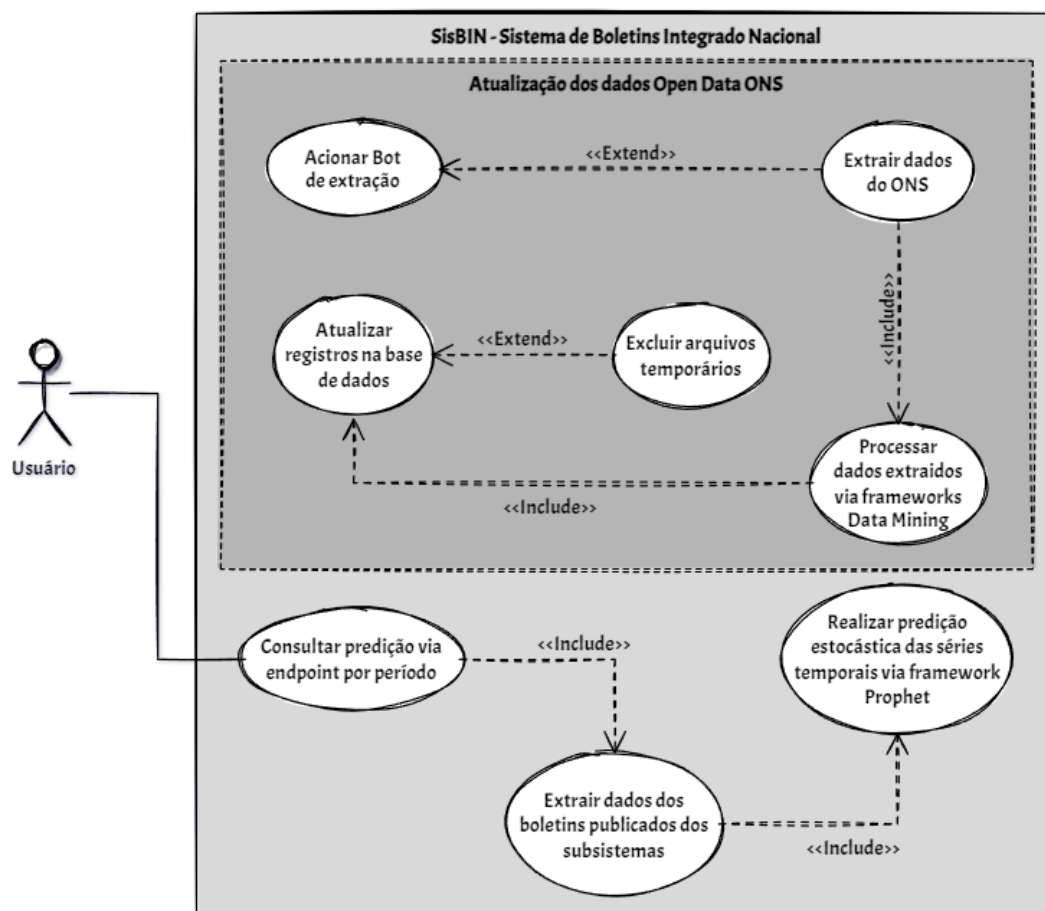 SisBIN - Sistema de Boletins Integrado Nacional
Atualização dos dados Open Data ONS
Acionar Bot
de extração
<<Extend>>
Extrair dados
do ONS
<<Include>>
Atualizar
registros na base
de dados
<<Extend>>
Excluir arquivos
temporários
Processar
dados extraidos
via frameworks
Data Mining
<<Include>>
Usuário
Consultar predição via
endpoint por período
<<Include>>
Realizar predição
estocástica das séries
temporais via framework
Prophet
Extrair dados dos
boletins publicados dos
subsistemas
<<Include>>